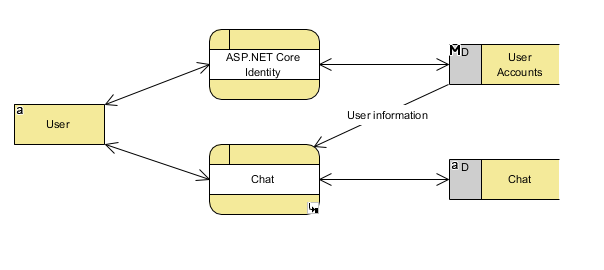 ASP.NET Core
Identity
M D
User
Accounts
a
User
User information
Chat
a D
Chat